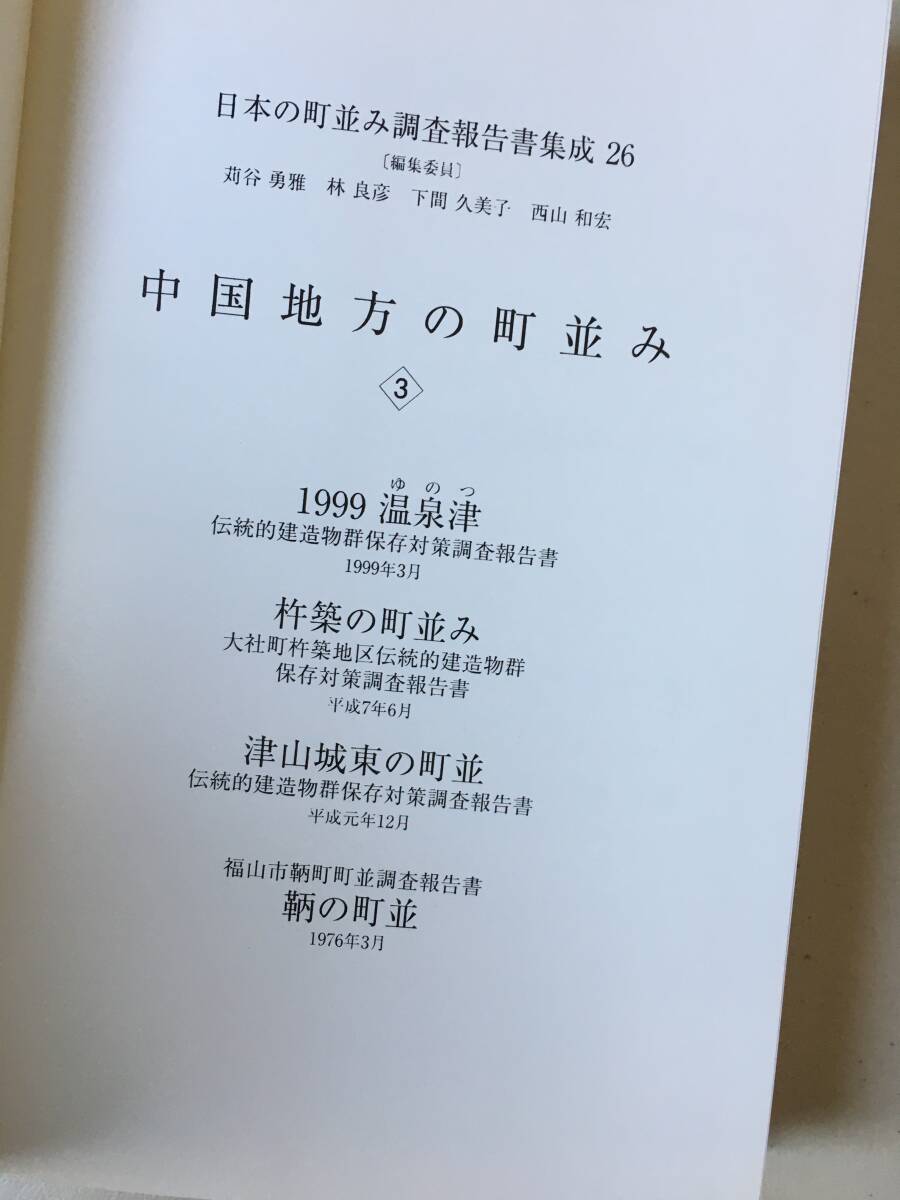 日本の町並み調査報告書集成 26
〔編集委員〕
苅谷 勇雅　林 良彦　下間 久美子　西山 和宏
中国地方の町並み
3
ゆのつ
1999 温泉津
伝統的建造物群保存対策調査報告書
1999年3月
杵築の町並み
大社町杵築地区伝統的建造物群
保存対策調査報告書
平成7年6月
津山城東の町並
伝統的建造物群保存対策調査報告書
平成元年12月
福山市鞆町町並調査報告書
鞆の町並
1976年3月